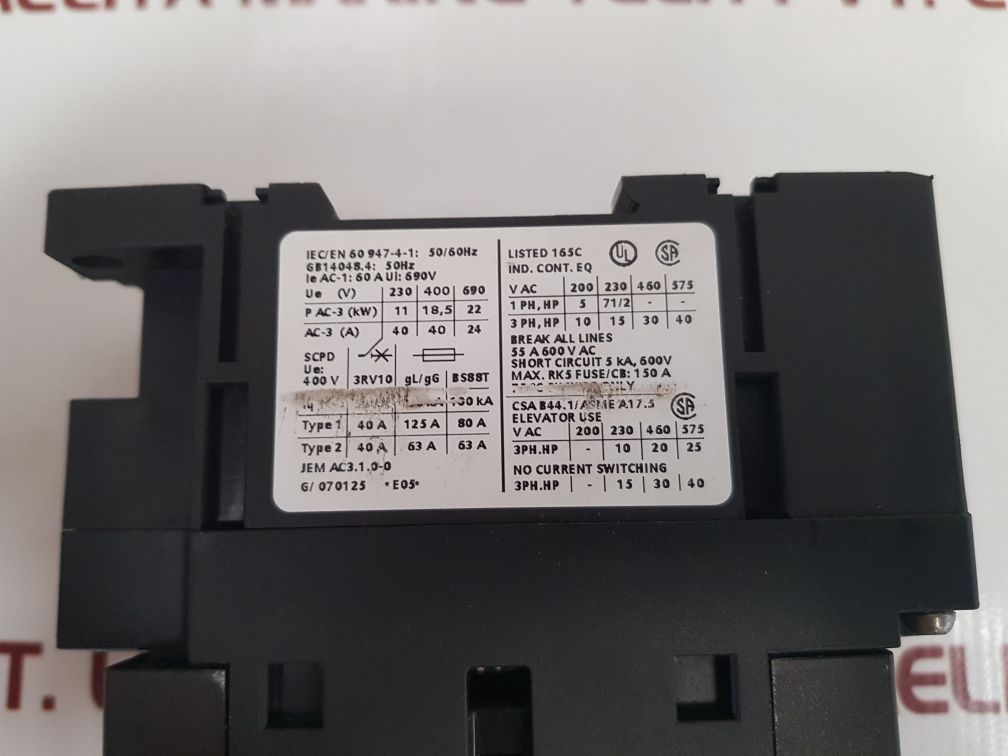 IEC/EN 60 947-4-1: 50/60Hz
GB14048.4: 50Hz
Ie AC-1: 60 A Ui: 690V
Ue (V) 230 400 690
P AC-3 (kW) 11 18,5 22
AC-3 (A) 40 40 24
SCPD
Ue:
400 V 3RV10 gL/gG BS88T
Iq 130 kA
Type 1 40 A 125 A 80 A
Type 2 40 A 63 A 63 A
JEM AC3.1.0-0
G/ 070125 *E05*
LISTED 165C UL SA
IND. CONT. EQ
V AC 200 230 460 575
1 PH, HP 5 71/2 - -
3 PH, HP 10 15 30 40
BREAK ALL LINES
55 A 600 V AC
SHORT CIRCUIT 5 kA, 600V
MAX. RK5 FUSE/CB: 150 A
ONLY
CSA B44.1/ASME A17.5 SA
ELEVATOR USE
V AC 200 230 460 575
3PH.HP - 10 20 25
NO CURRENT SWITCHING
3PH.HP - 15 30 40